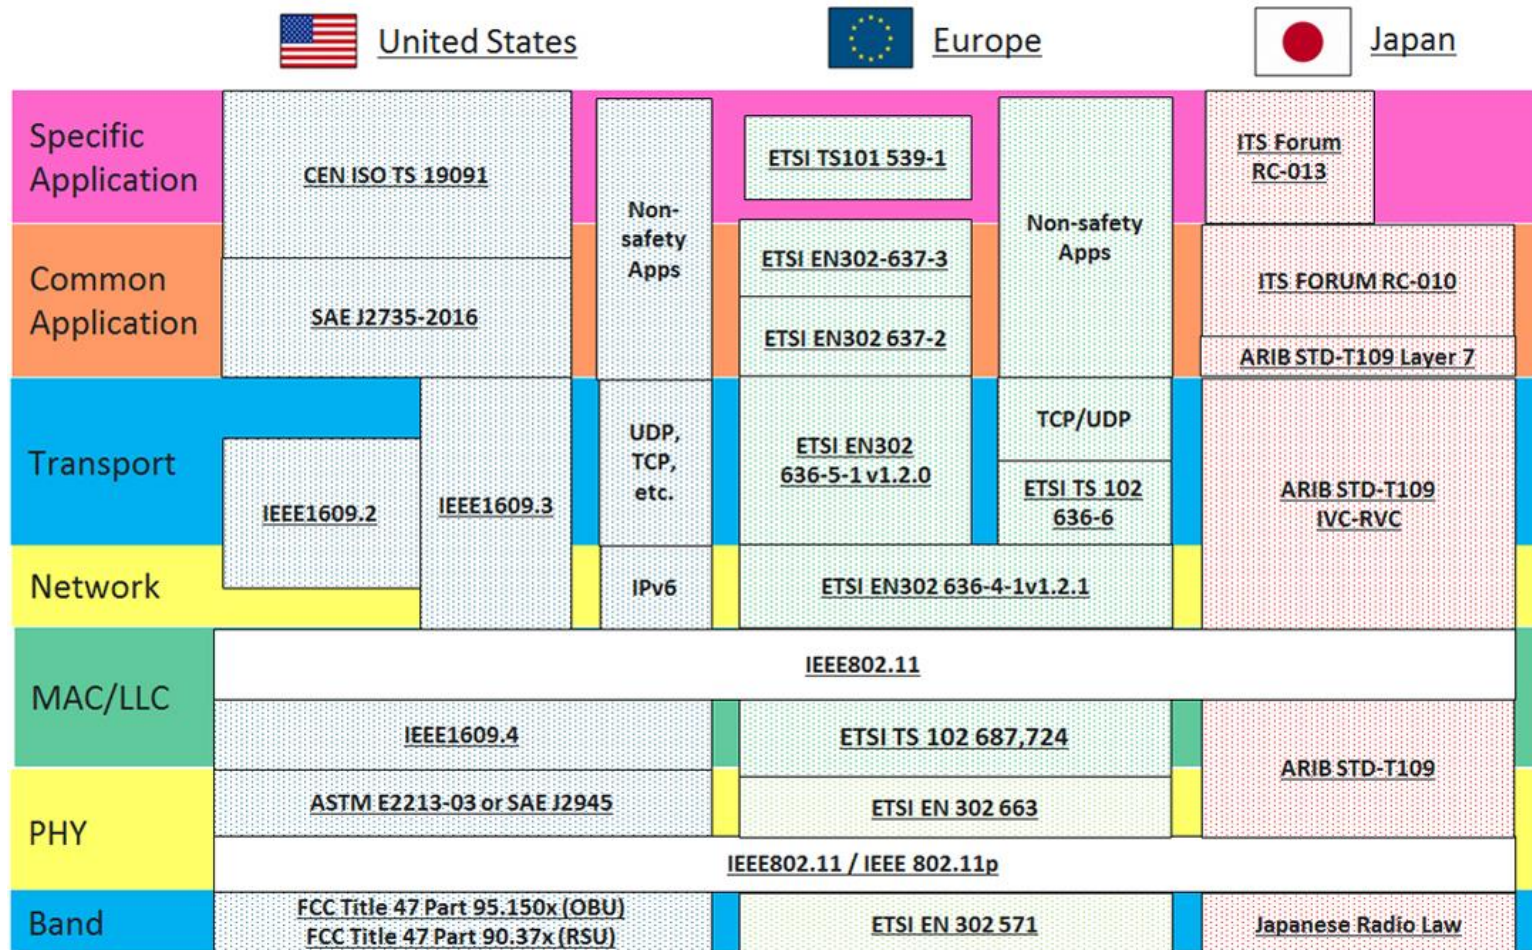 United States
Europe
Japan
Specific
Application
CEN ISO TS 19091
Non-
safety
Apps
ETSI TS101 539-1
Non-safety
Apps
ITS Forum
RC-013
Common
Application
SAE J2735-2016
ETSI EN302-637-3
ETSI EN302 637-2
ITS FORUM RC-010
ARIB STD-T109 Layer 7
Transport
IEEE1609.2
IEEE1609.3
UDP,
TCP,
etc.
ETSI EN302
636-5-1 v1.2.0
TCP/UDP
ETSI TS 102
636-6
ARIB STD-T109
IVC-RVC
Network
IPv6
ETSI EN302 636-4-1v1.2.1
MAC/LLC
IEEE802.11
IEEE1609.4
ETSI TS 102 687,724
ARIB STD-T109
PHY
ASTM E2213-03 or SAE J2945
ETSI EN 302 663
IEEE802.11 / IEEE 802.11p
Band
FCC Title 47 Part 95.150x (OBU)
FCC Title 47 Part 90.37x (RSU)
ETSI EN 302 571
Japanese Radio Law